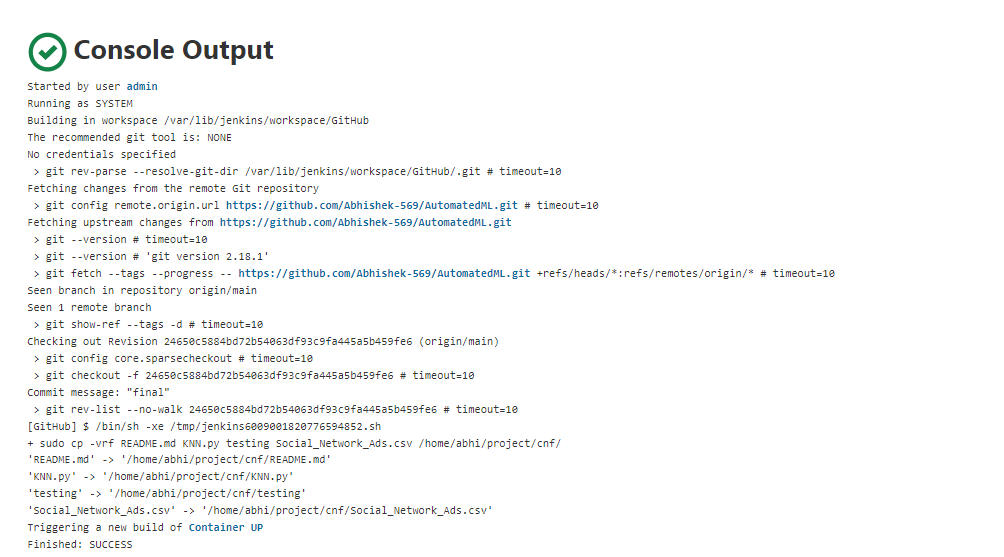 Console Output
Started by user admin
Running as SYSTEM
Building in workspace /var/lib/jenkins/workspace/GitHub
The recommended git tool is: NONE
No credentials specified
> git rev-parse --resolve-git-dir /var/lib/jenkins/workspace/GitHub/.git # timeout=10
Fetching changes from the remote Git repository
> git config remote.origin.url https://github.com/Abhishek-569/AutomatedML.git # timeout=10
Fetching upstream changes from https://github.com/Abhishek-569/AutomatedML.git
> git --version # timeout=10
> git --version # 'git version 2.18.1'
> git fetch --tags --progress -- https://github.com/Abhishek-569/AutomatedML.git +refs/heads/*:refs/remotes/origin/* # timeout=10
Seen branch in repository origin/main
Seen 1 remote branch
> git show-ref --tags -d # timeout=10
Checking out Revision 24650c5884bd72b54063df93c9fa445a5b459fe6 (origin/main)
> git config core.sparsecheckout # timeout=10
> git checkout -f 24650c5884bd72b54063df93c9fa445a5b459fe6 # timeout=10
Commit message: "final"
> git rev-list --no-walk 24650c5884bd72b54063df93c9fa445a5b459fe6 # timeout=10
[GitHub] $ /bin/sh -xe /tmp/jenkins6009001820776594852.sh
+ sudo cp -vrf README.md KNN.py testing Social_Network_Ads.csv /home/abhi/project/cnf/
'README.md' -> '/home/abhi/project/cnf/README.md'
'KNN.py' -> '/home/abhi/project/cnf/KNN.py'
'testing' -> '/home/abhi/project/cnf/testing'
'Social_Network_Ads.csv' -> '/home/abhi/project/cnf/Social_Network_Ads.csv'
Triggering a new build of Container UP
Finished: SUCCESS